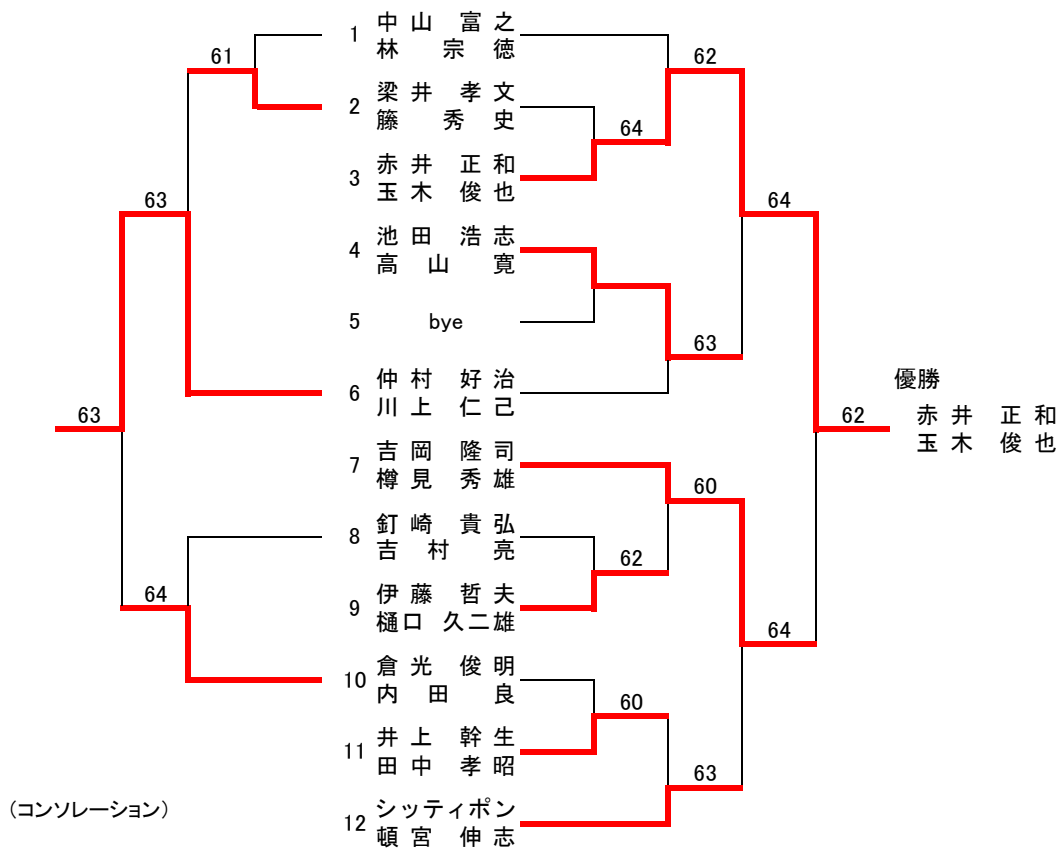 1 中山 富之
林 宗徳
61
62
2 梁井 孝文
籐 秀史
64
3 赤井 正和
玉木 俊也
63
64
4 池田 浩志
高山 寛
5 bye
63
6 仲村 好治
川上 仁己
優勝
63
62
赤井 正和
玉木 俊也
7 吉岡 隆司
樽見 秀雄
60
8 釘崎 貴弘
吉村 亮
62
9 伊藤 哲夫
樋口 久二雄
64
64
10 倉光 俊明
内田 良
60
11 井上 幹生
田中 孝昭
63
(コンソレーション)
12 シッティポン
頓宮 伸志